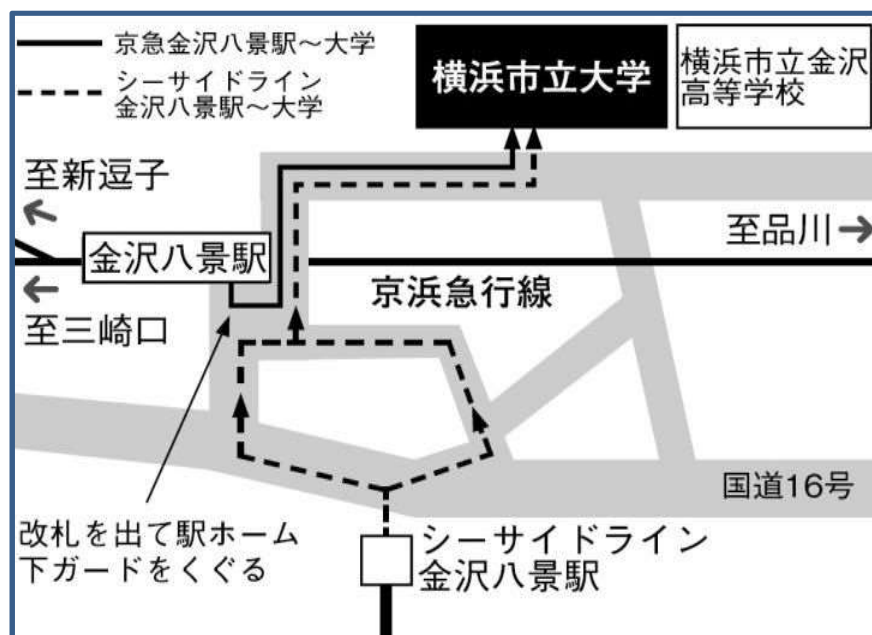 京急金沢八景駅～大学
シーサイドライン
金沢八景駅～大学
横浜市立大学
横浜市立金沢
高等学校
至新逗子
至品川
金沢八景駅
京浜急行線
至三崎口
国道16号
改札を出て駅ホーム
下ガードをくぐる
シーサイドライン
金沢八景駅